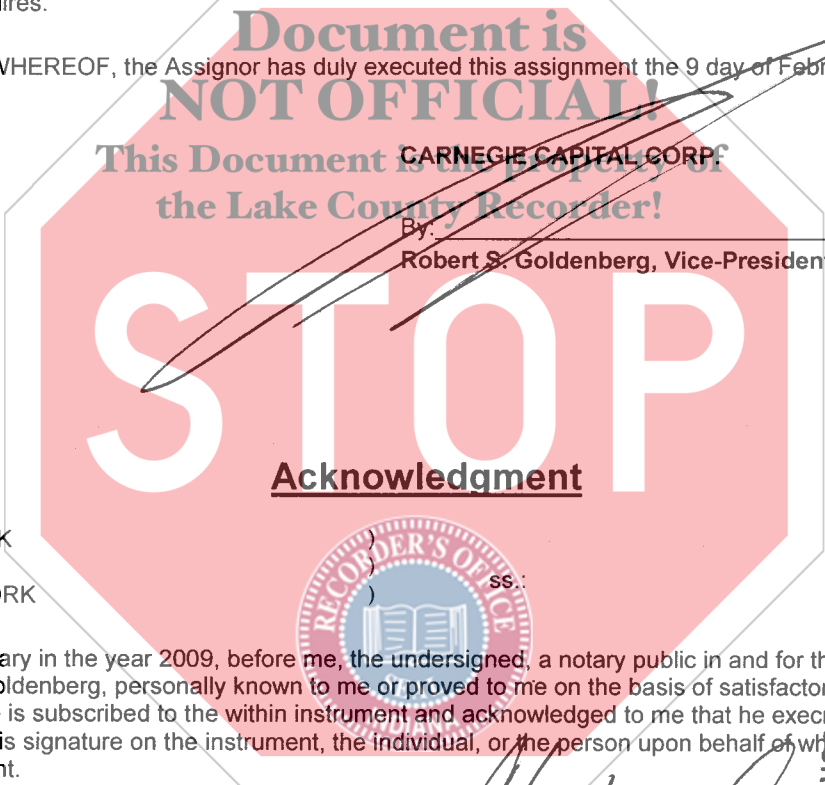 ires.
Document is
WHEREOF, the Assignor has duly executed this assignment the 9 day of Febr
NOT OFFICIAL!
This Document is the property of
CARNEGIE CAPITAL CORP.
the Lake County Recorder!
By:
Robert S. Goldenberg, Vice-President
STOP
Acknowledgment
K )
)
ss.:
ORK )
RECORDER'S OFFICE
SEAL
INDIANA
ary in the year 2009, before me, the undersigned, a notary public in and for th
oldenberg, personally known to me or proved to me on the basis of satisfactor
is subscribed to the within instrument and acknowledged to me that he execu
is signature on the instrument, the individual, or the person upon behalf of wh
nt.